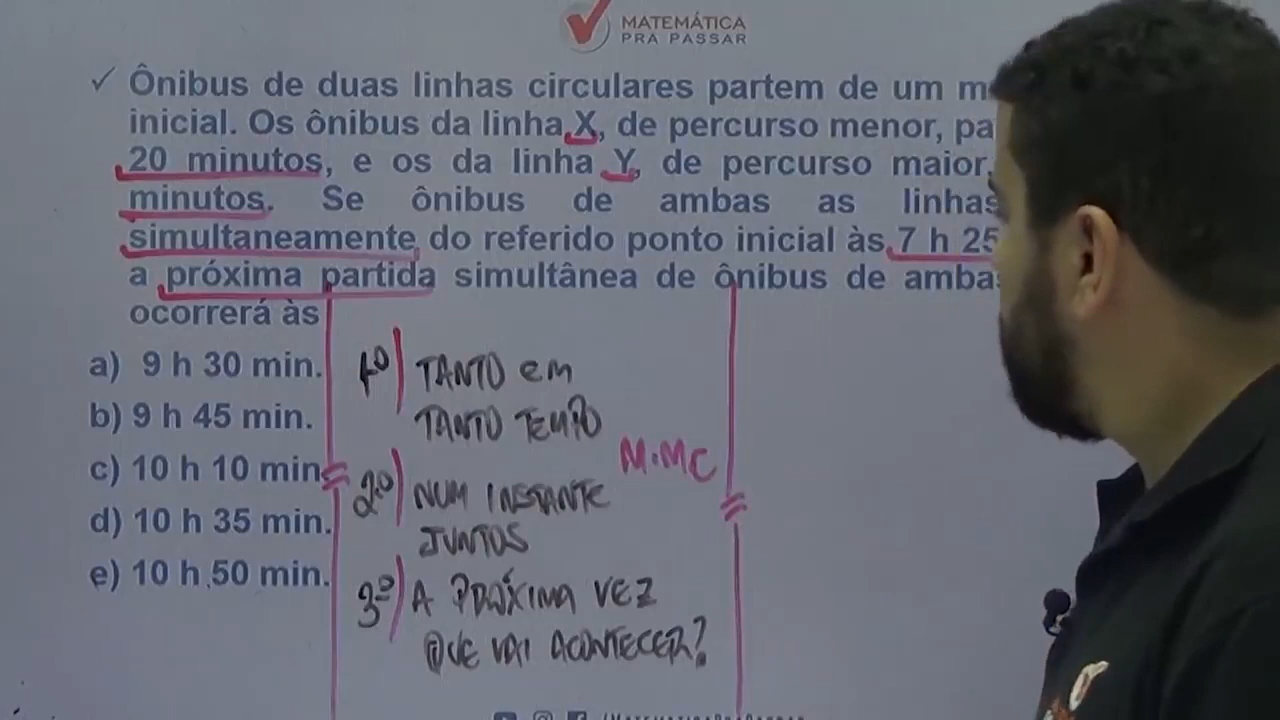 MATEMÁTICA
PRA PASSAR
✓ Ônibus de duas linhas circulares partem de um
inicial. Os ônibus da linha X, de percurso menor,
20 minutos, e os da linha Y, de percurso maior,
minutos. Se ônibus de ambas as linhas
simultaneamente do referido ponto inicial às 7 h 25
a próxima partida simultânea de ônibus de
ocorrerá às
a) 9 h 30 min.
b) 9 h 45 min.
c) 10 h 10 min
d) 10 h 35 min.
e) 10 h 50 min.
1º) TANTO EM
TANTO TEMPO
M.MC
2º) NUM INSTANTE
JUNTOS
3º) A PRÓXIMA VEZ
QUE VAI ACONTECER?